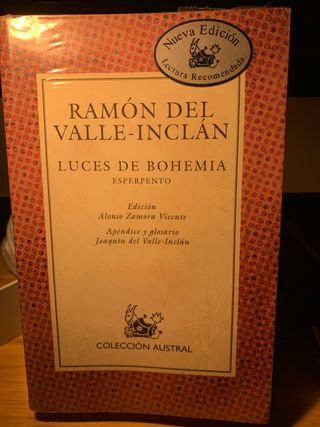 Nueva Edición
Lectura Recomendada
RAMÓN DEL
VALLE-INCLÁN
LUCES DE BOHEMIA
ESPERPENTO
Edición
Alonso Zamora Vicente
Apéndice y glosario
Joaquín del Valle-Inclán
COLECCIÓN AUSTRAL